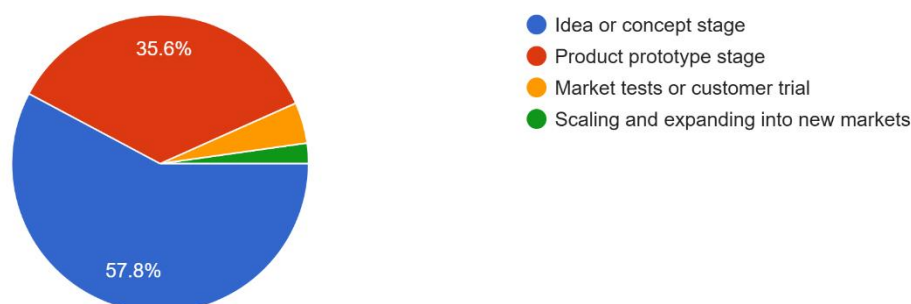 35.6%
57.8%
Idea or concept stage
Product prototype stage
Market tests or customer trial
Scaling and expanding into new markets